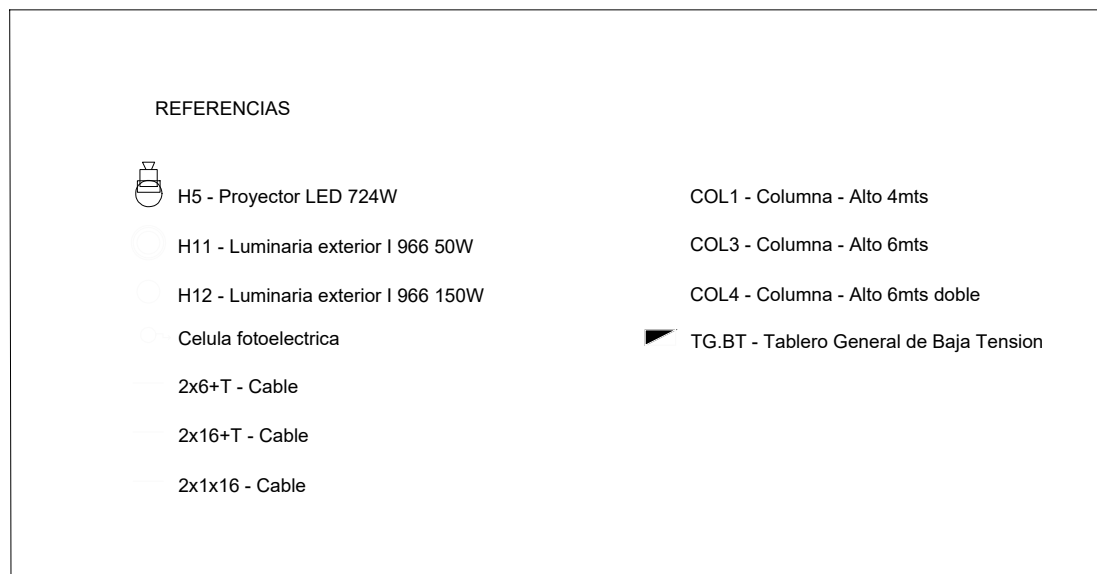 REFERENCIAS
H5 - Proyector LED 724W
H11 - Luminaria exterior I 966 50W
H12 - Luminaria exterior I 966 150W
Celula fotoelectrica
2x6+T - Cable
2x16+T - Cable
2x1x16 - Cable
COL1 - Columna - Alto 4mts
COL3 - Columna - Alto 6mts
COL4 - Columna - Alto 6mts doble
TG.BT - Tablero General de Baja Tension